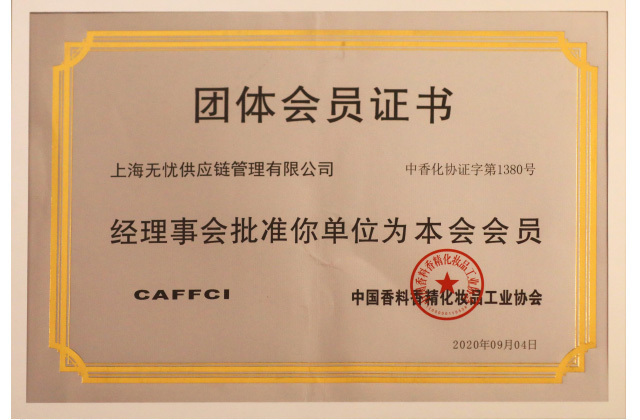 团体会员证书
上海无忧供应链管理有限公司
中香化协证字第1380号
经理事会批准你单位为本会会员
CAFFCI
中国香料香精化妆品工业协会
2020年09月04日